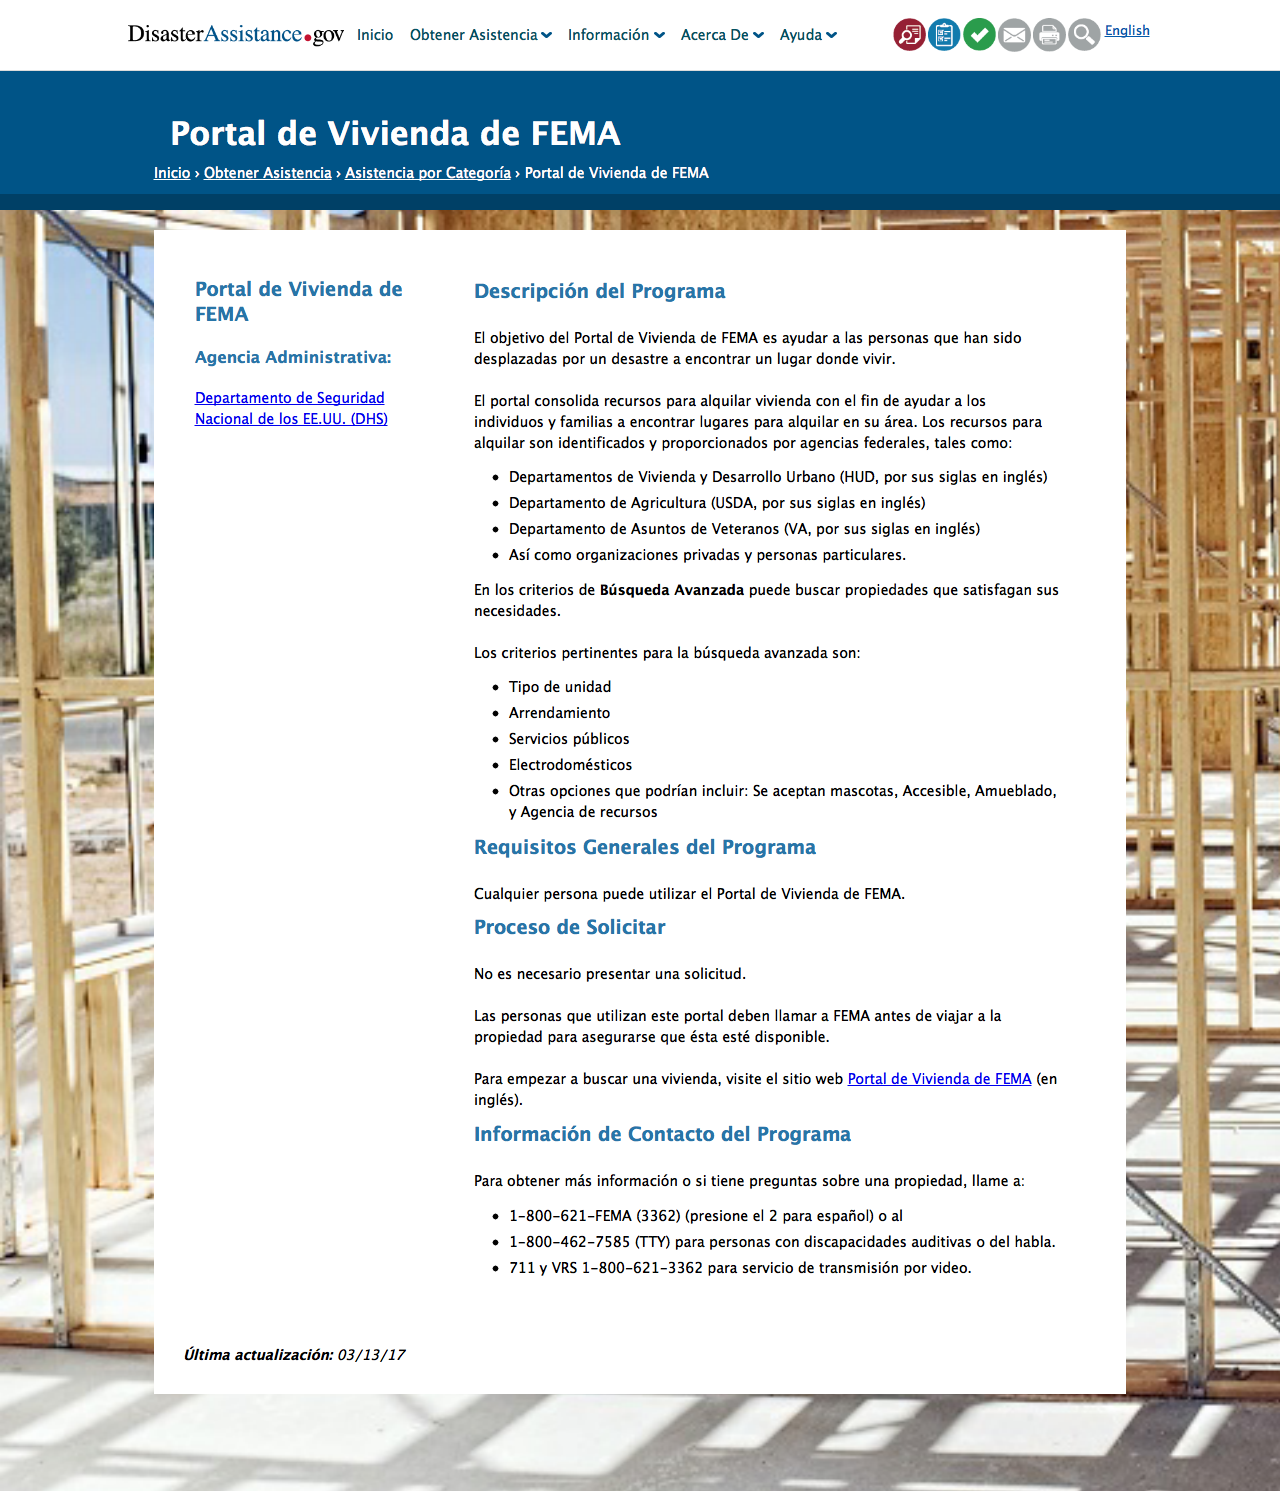 DisasterAssistance.gov Inicio Obtener Asistencia Información Acerca De Ayuda English
Portal de Vivienda de FEMA
Inicio › Obtener Asistencia › Asistencia por Categoría › Portal de Vivienda de FEMA
Portal de Vivienda de
FEMA
Agencia Administrativa:
Departamento de Seguridad
Nacional de los EE.UU. (DHS)
Descripción del Programa
El objetivo del Portal de Vivienda de FEMA es ayudar a las personas que han sido
desplazadas por un desastre a encontrar un lugar donde vivir.
El portal consolida recursos para alquilar vivienda con el fin de ayudar a los
individuos y familias a encontrar lugares para alquilar en su área. Los recursos para
alquilar son identificados y proporcionados por agencias federales, tales como:
• Departamentos de Vivienda y Desarrollo Urbano (HUD, por sus siglas en inglés)
• Departamento de Agricultura (USDA, por sus siglas en inglés)
• Departamento de Asuntos de Veteranos (VA, por sus siglas en inglés)
• Así como organizaciones privadas y personas particulares.
En los criterios de Búsqueda Avanzada puede buscar propiedades que satisfagan sus
necesidades.
Los criterios pertinentes para la búsqueda avanzada son:
• Tipo de unidad
• Arrendamiento
• Servicios públicos
• Electrodomésticos
• Otras opciones que podrían incluir: Se aceptan mascotas, Accesible, Amueblado,
y Agencia de recursos
Requisitos Generales del Programa
Cualquier persona puede utilizar el Portal de Vivienda de FEMA.
Proceso de Solicitar
No es necesario presentar una solicitud.
Las personas que utilizan este portal deben llamar a FEMA antes de viajar a la
propiedad para asegurarse que ésta esté disponible.
Para empezar a buscar una vivienda, visite el sitio web Portal de Vivienda de FEMA (en
inglés).
Información de Contacto del Programa
Para obtener más información o si tiene preguntas sobre una propiedad, llame a:
• 1-800-621-FEMA (3362) (presione el 2 para español) o al
• 1-800-462-7585 (TTY) para personas con discapacidades auditivas o del habla.
• 711 y VRS 1-800-621-3362 para servicio de transmisión por video.
Última actualización: 03/13/17